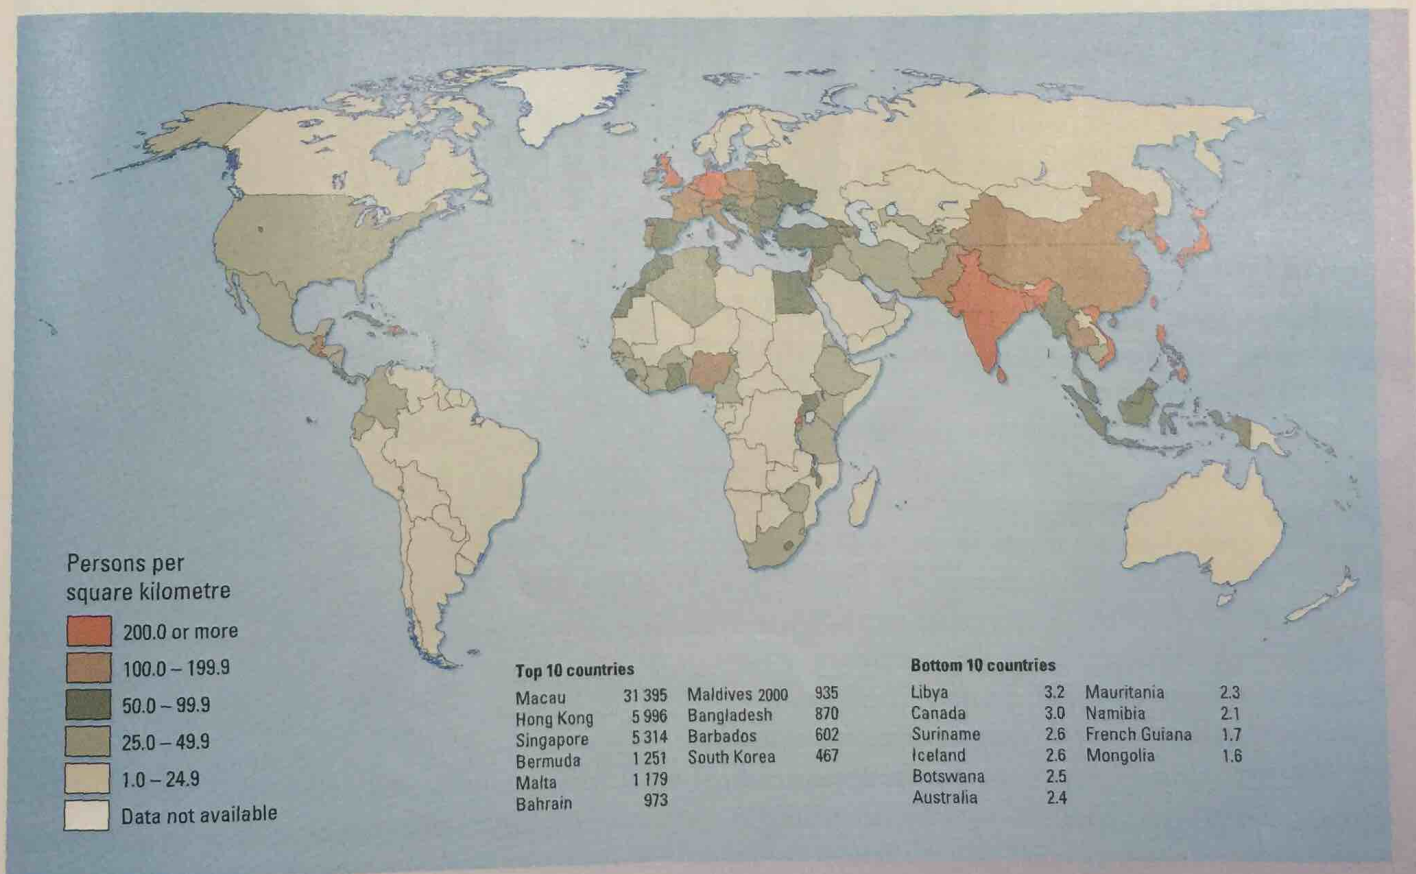 Persons per
square kilometre
200.0 or more
100.0 – 199.9
50.0 – 99.9
25.0 – 49.9
1.0 – 24.9
Data not available
Top 10 countries
Macau 31 395
Hong Kong 5 996
Singapore 5 314
Bermuda 1 251
Malta 1 179
Bahrain 973
Maldives 2000 935
Bangladesh 870
Barbados 602
South Korea 467
Bottom 10 countries
Libya 3.2
Canada 3.0
Suriname 2.6
Iceland 2.6
Botswana 2.5
Australia 2.4
Mauritania 2.3
Namibia 2.1
French Guiana 1.7
Mongolia 1.6